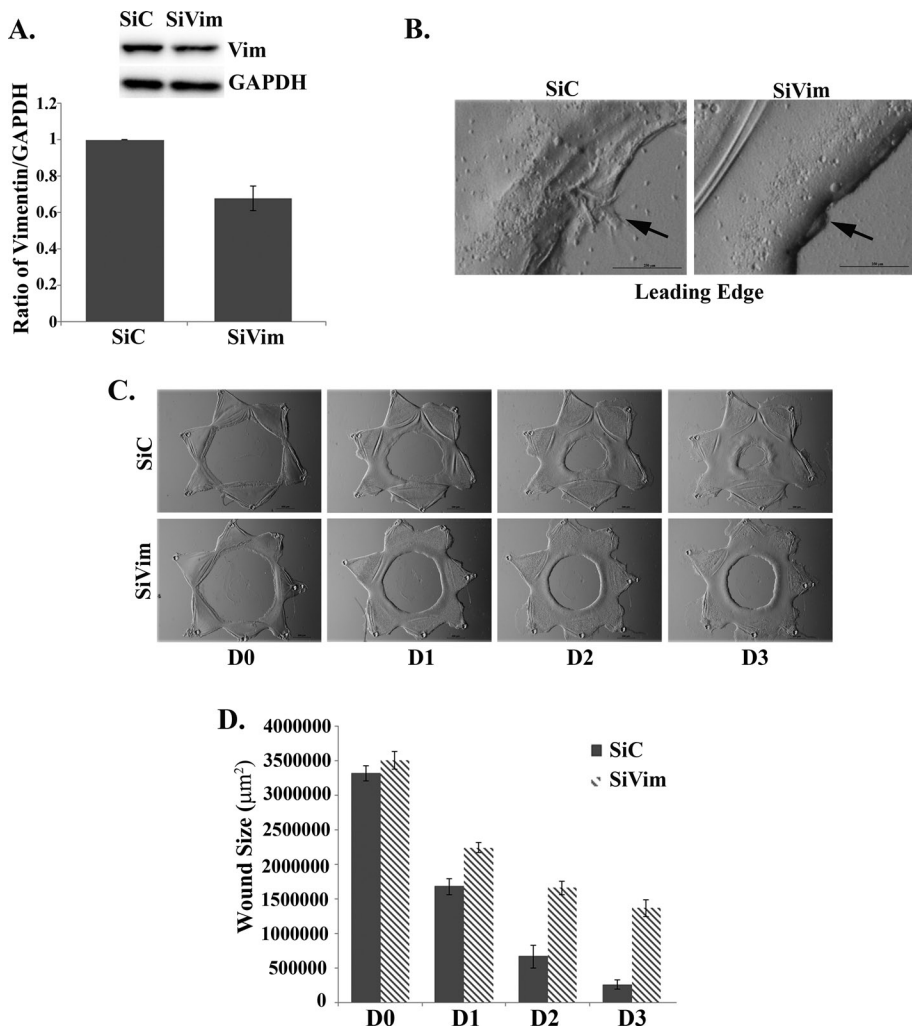 A.
SiC SiVim
Vim
GAPDH
Ratio of Vimentin/GAPDH
1.2
1
0.8
0.6
0.4
0.2
0
SiC
SiVim
B.
SiC
SiVim
Leading Edge
C.
SiC
SiVim
D0
D1
D2
D3
D.
Wound Size (μm²)
4000000
3500000
3000000
2500000
2000000
1500000
1000000
500000
0
SiC
SiVim
D0
D1
D2
D3